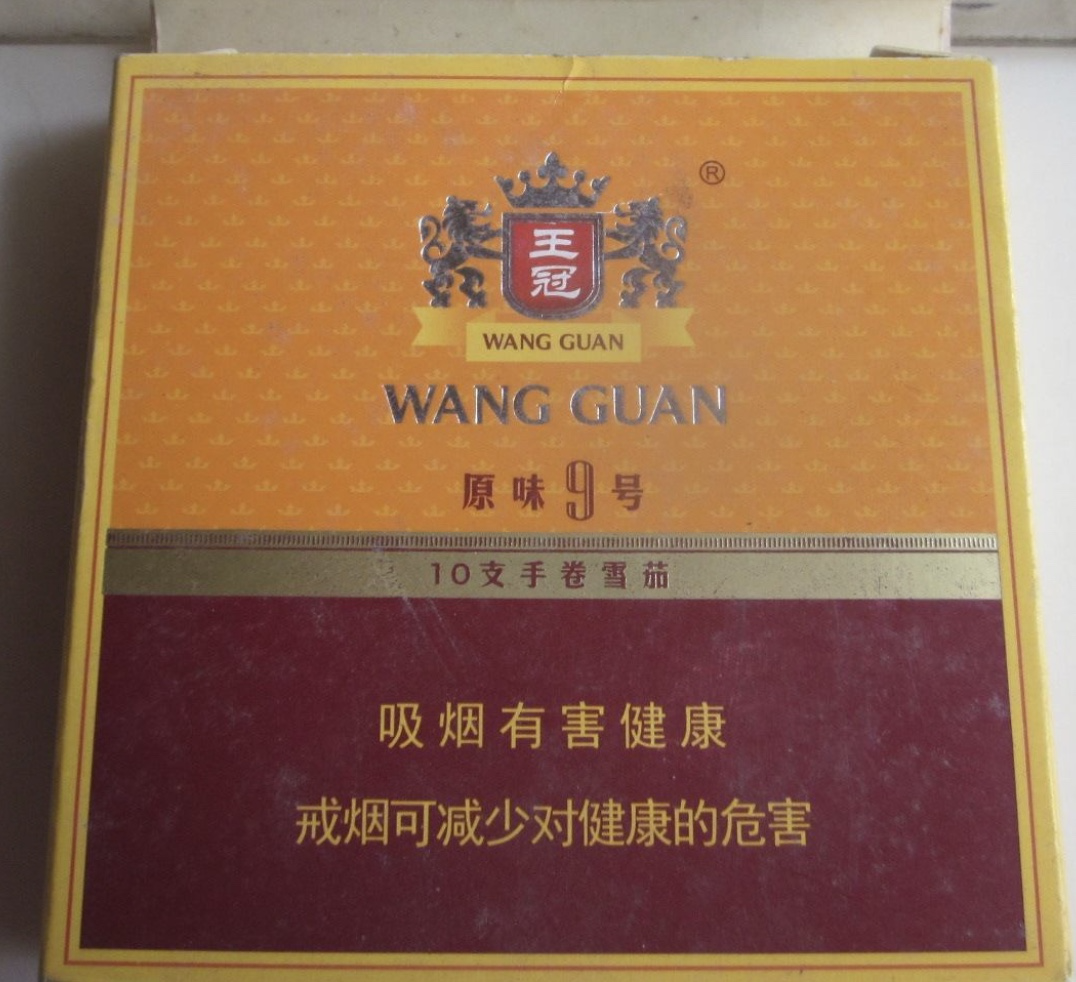 ®
王
冠
WANG GUAN
WANG GUAN
原味9号
10支手卷雪茄
吸烟有害健康
戒烟可减少对健康的危害